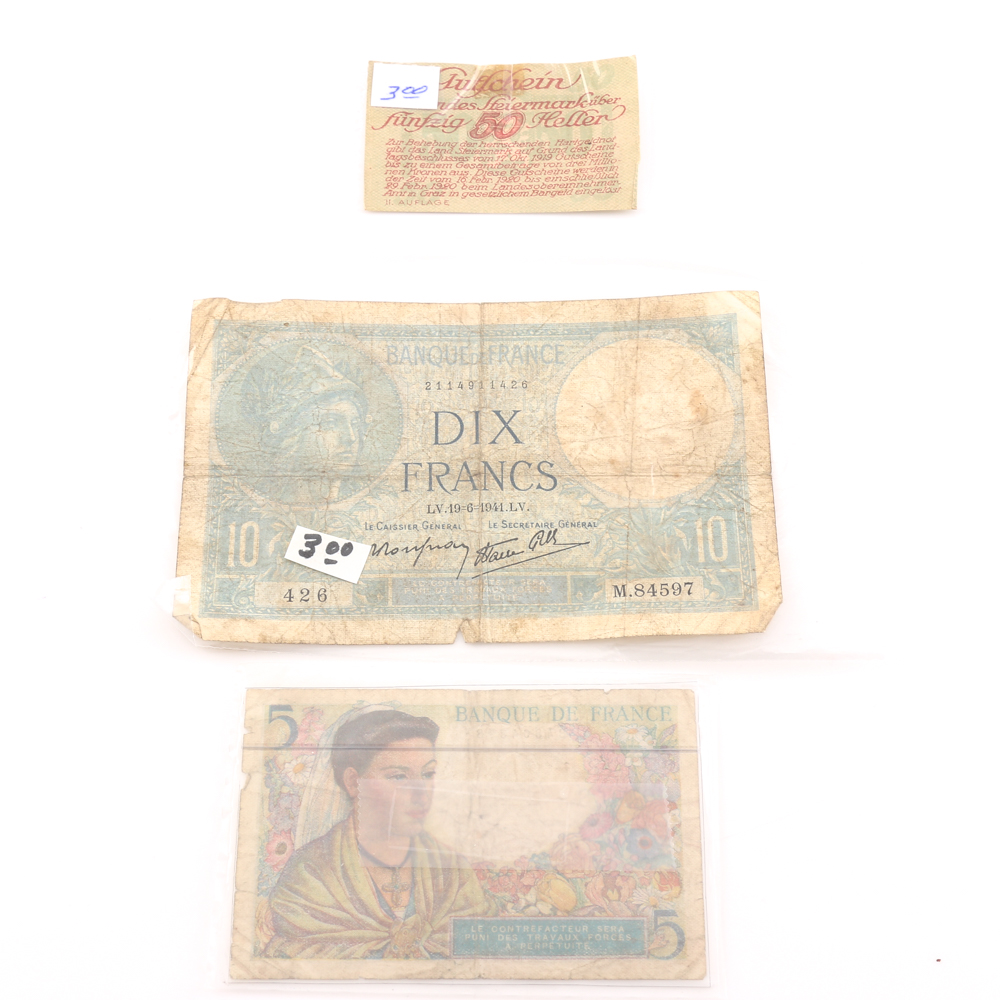 3.00
Gutschein
des Steiermark über
fünfzig 50 Heller
Zur Behebung der herrschenden Hartgeldnot
gibt das Land Steiermark auf Grund des Land
tagsbeschlusses vom Okt. 1919 Gutscheine
bis zu einem Gesamtbetrage von drei Millio-
nen Kronen aus. Diese Gutscheine werden in
der Zeit vom 16. Febr. 1920 bis einschließlich
29. Febr. 1920 beim Landesobereinnehmer-
Amt in Graz in gesetzlichem Bargeld eingelöst
II. AUFLAGE
BANQUE DE FRANCE
2114911426
DIX
FRANCS
LV.19=6=1941.LV.
LE CAISSIER GÉNÉRAL LE SECRÉTAIRE GÉNÉRAL
10 10
3.00
426 M.84597
5 BANQUE DE FRANCE
LE CONTREFACTEUR SERA
PUNI DES TRAVAUX FORCÉS
A PERPÉTUITÉ
5